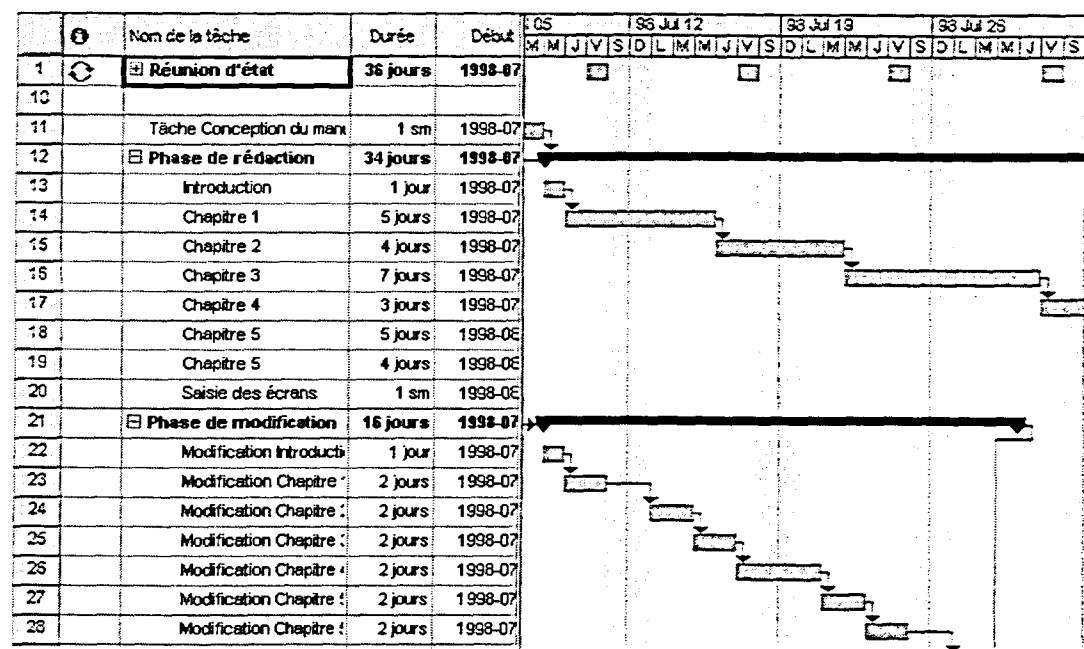 : 05 98 Jul 12 98 Jul 19 98 Jul 26
Nom de la tâche Durée Début M M J V S D L M M J V S D L M M J V S D L M M J V S
1 Réunion d'état 36 jours 1998-07
10
11 Tâche Conception du manu 1 sm 1998-07
12 Phase de rédaction 34 jours 1998-07
13 Introduction 1 jour 1998-07
14 Chapitre 1 5 jours 1998-07
15 Chapitre 2 4 jours 1998-07
16 Chapitre 3 7 jours 1998-07
17 Chapitre 4 3 jours 1998-07
18 Chapitre 5 5 jours 1998-08
19 Chapitre 5 4 jours 1998-08
20 Saisie des écrans 1 sm 1998-08
21 Phase de modification 16 jours 1998-07
22 Modification Introducti 1 jour 1998-07
23 Modification Chapitre 2 jours 1998-07
24 Modification Chapitre 2 jours 1998-07
25 Modification Chapitre 2 jours 1998-07
26 Modification Chapitre 2 jours 1998-07
27 Modification Chapitre 2 jours 1998-07
28 Modification Chapitre 2 jours 1998-07